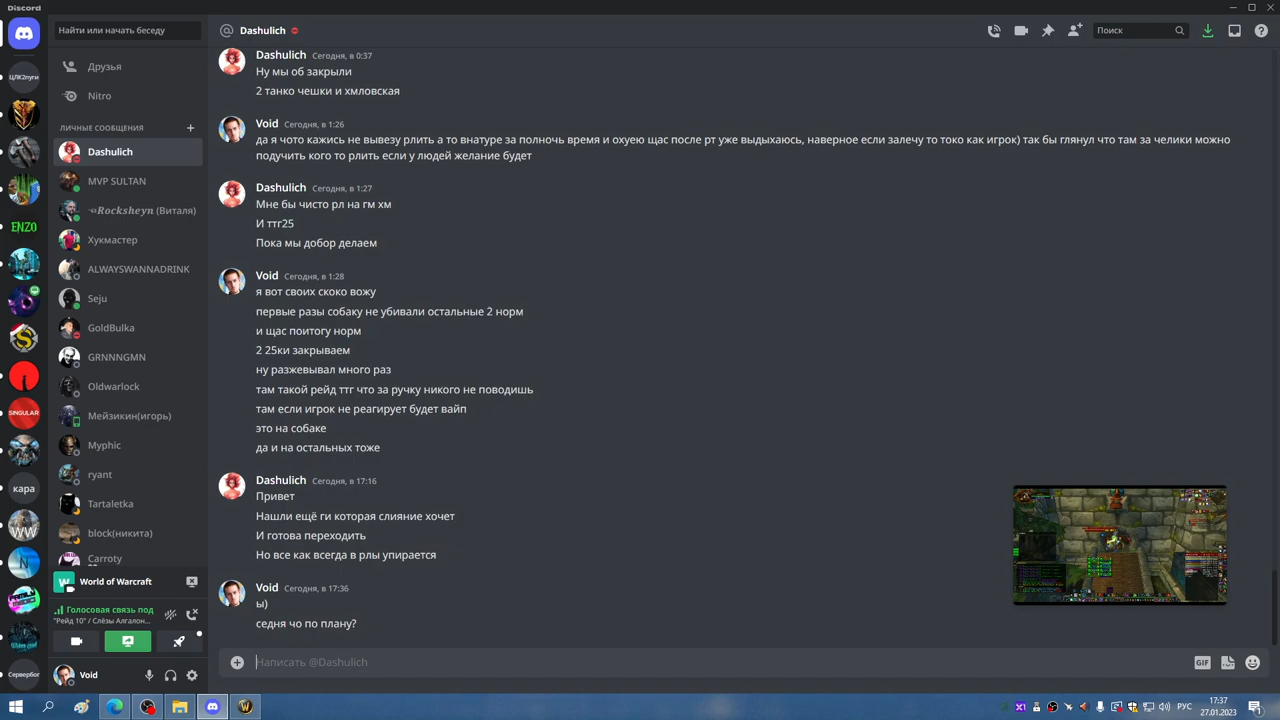 Discord
Найти или начать беседу
Друзья
Nitro
ЛИЧНЫЕ СООБЩЕНИЯ
Dashulich
MVP SULTAN
Rocksheyn (Виталя)
Хукмастер
ALWAYSWANNADRINK
Seju
GoldBulka
GRNNNGMN
Oldwarlock
Мейзикин(игорь)
Myphic
ryant
Tartaletka
block(никита)
Carroty
World of Warcraft
Голосовая связь под
"Рейд 10" / Слёзы Алгалон...
Void
ENZO
SINGULAR
кара
WW
Сервербог
Dashulich
Поиск
Dashulich Сегодня, в 0:37
Ну мы об закрыли
2 танко чешки и хмловская
Void Сегодня, в 1:26
да я чото кажись не вывезу рлить а то внатуре за полночь время и охуею щас после рт уже выдыхаюсь, наверное если залечу то токо как игрок) так бы глянул что там за челики можно
подучить кого то рлить если у людей желание будет
Dashulich Сегодня, в 1:27
Мне бы чисто рл на гм хм
И ттг25
Пока мы добор делаем
Void Сегодня, в 1:28
я вот своих скоко вожу
первые разы собаку не убивали остальные 2 норм
и щас поитогу норм
2 25ки закрываем
ну разжевывал много раз
там такой рейд ттг что за ручку никого не поводишь
там если игрок не реагирует будет вайп
это на собаке
да и на остальных тоже
Dashulich Сегодня, в 17:16
Привет
Нашли ещё ги которая слияние хочет
И готова переходить
Но все как всегда в рлы упирается
Void Сегодня, в 17:36
ы)
седня чо по плану?
Написать @Dashulich
GIF
РУС
17:37
27.01.2023